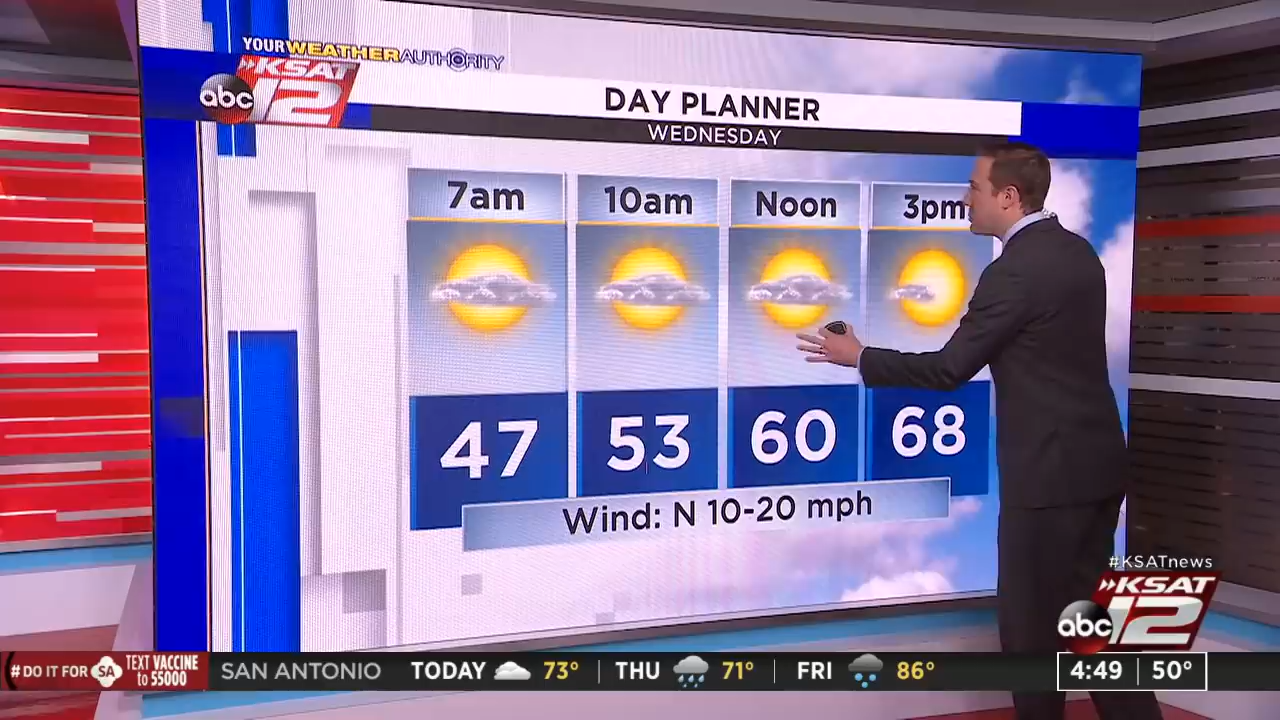 YOUR WEATHER AUTHORITY
»KSAT
abc 12
DAY PLANNER
WEDNESDAY
7am
10am
Noon
3pm
47
53
60
68
Wind: N 10-20 mph
#KSATnews
»KSAT
abc 12
#DO IT FOR SA TEXT VACCINE
to 55000
SAN ANTONIO TODAY 73° THU 71° FRI 86° 4:49 50°